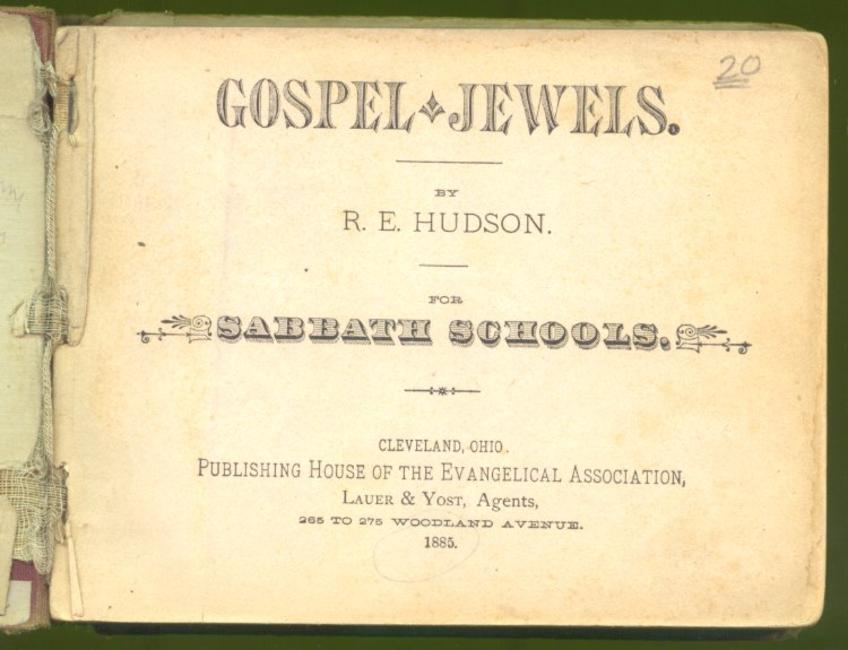 20
GOSPEL JEWELS.
BY
R. E. HUDSON.
FOR
SABBATH SCHOOLS.
CLEVELAND, OHIO.
PUBLISHING HOUSE OF THE EVANGELICAL ASSOCIATION,
LAUER & YOST, Agents,
265 TO 275 WOODLAND AVENUE.
1885.